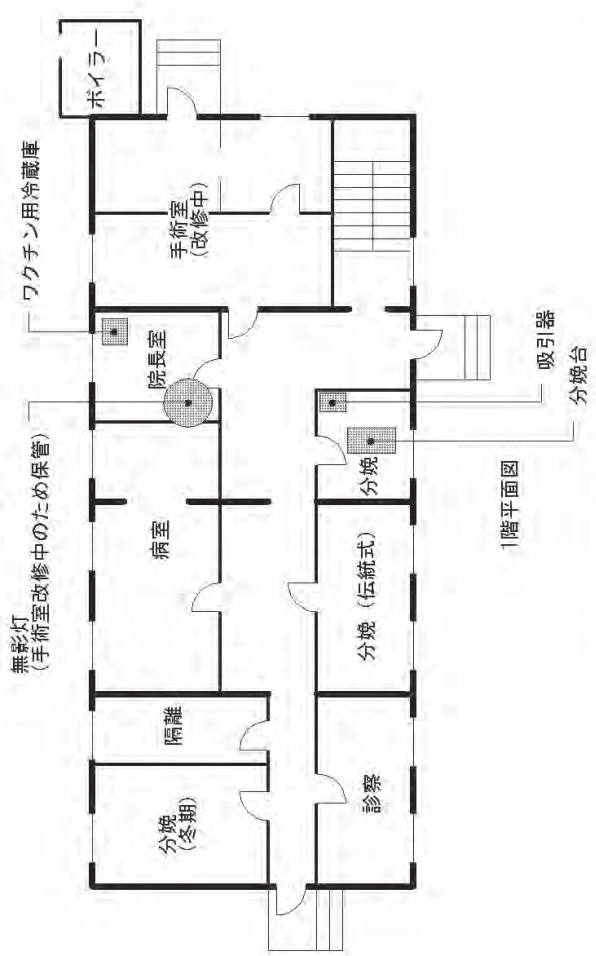 無影灯
(手術室改修中のため保管)
ワクチン用冷蔵庫
ボイラー
分娩
(冬期)
隔離
病室
院長室
手術室
(改修中)
診察
分娩(伝統式)
分娩
吸引器
分娩台
1階平面図